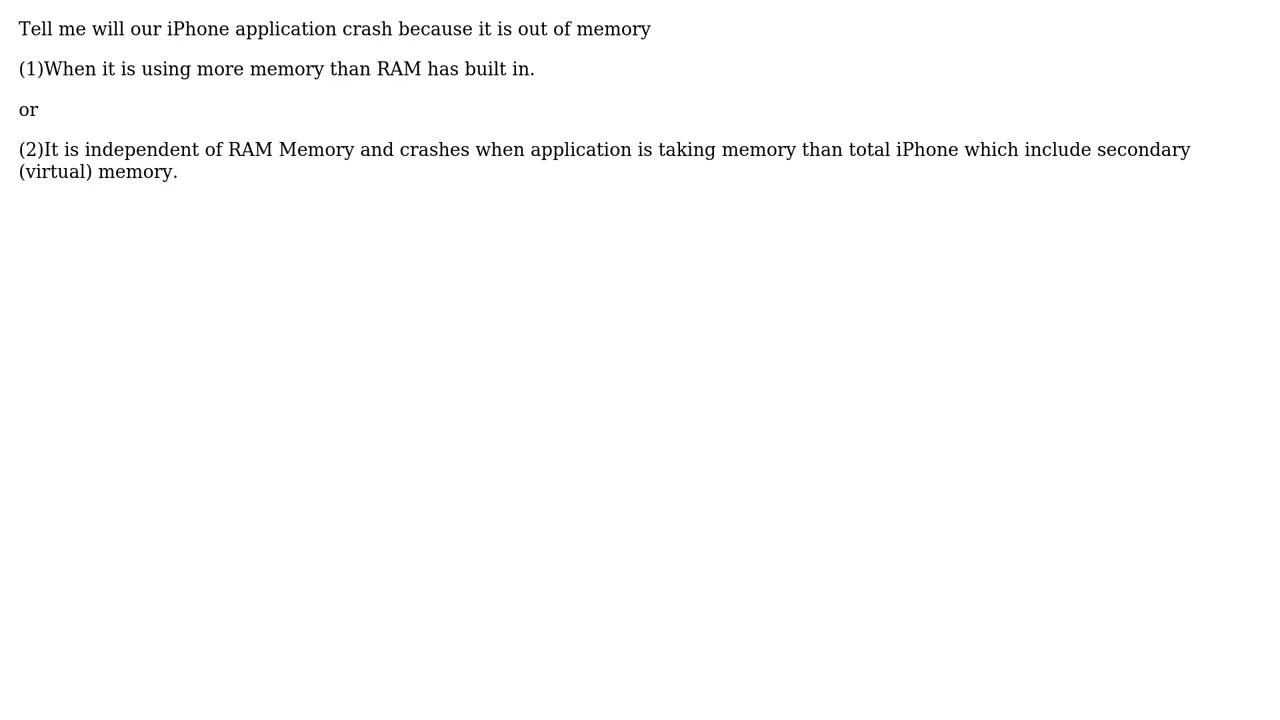 Tell me will our iPhone application crash because it is out of memory
(1)When it is using more memory than RAM has built in.
or
(2)It is independent of RAM Memory and crashes when application is taking memory than total iPhone which include secondary
(virtual) memory.